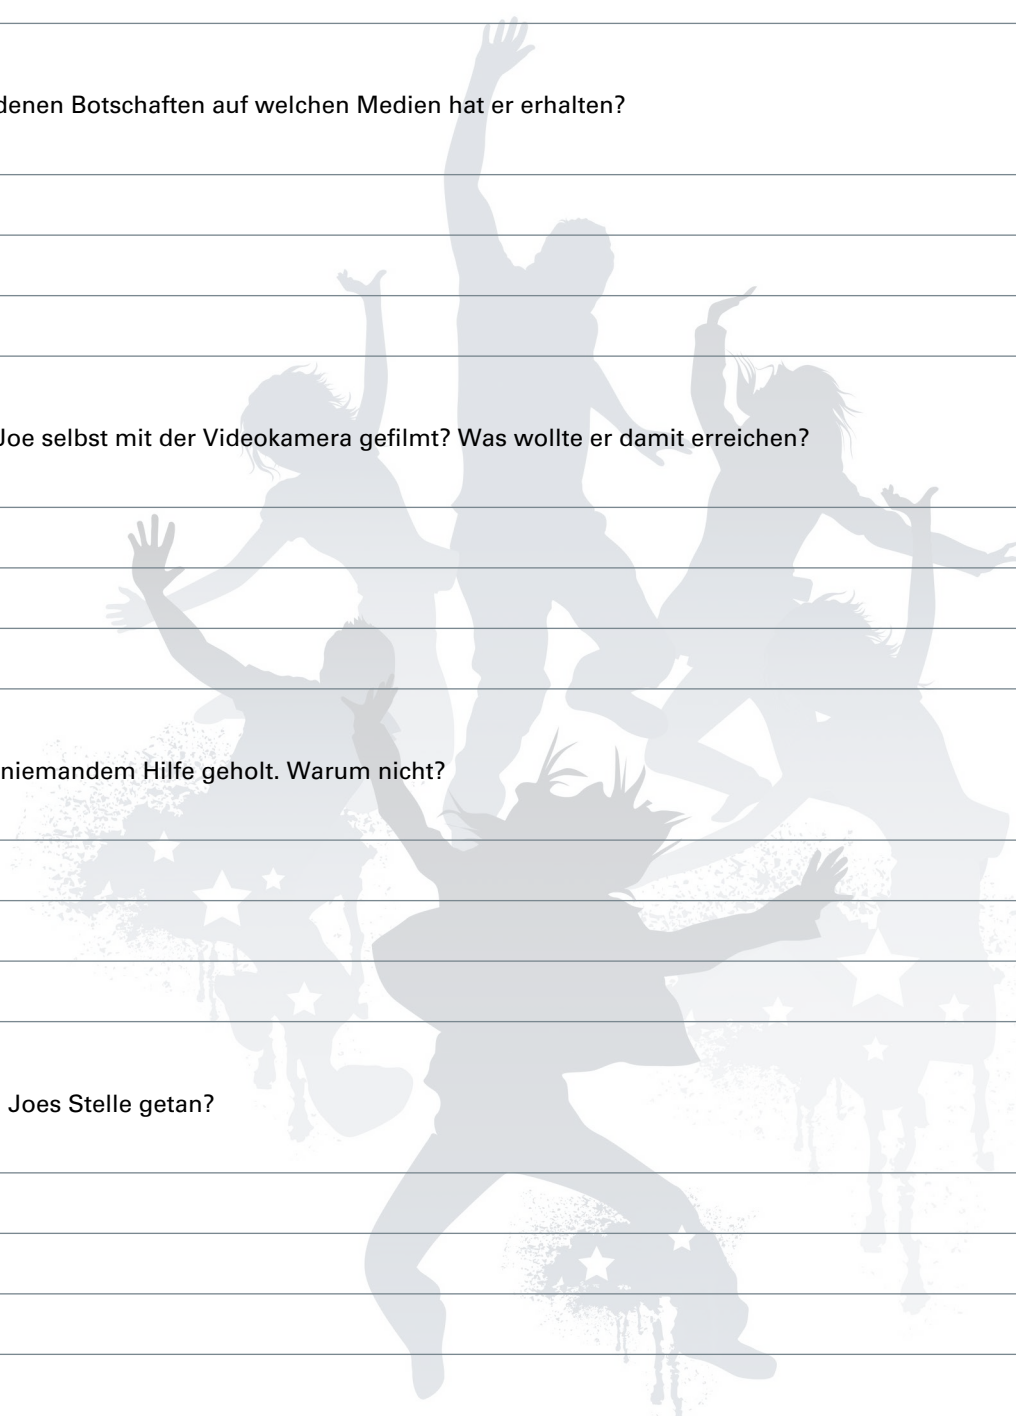 denen Botschaften auf welchen Medien hat er erhalten?
Joe selbst mit der Videokamera gefilmt? Was wollte er damit erreichen?
niemandem Hilfe geholt. Warum nicht?
Joes Stelle getan?